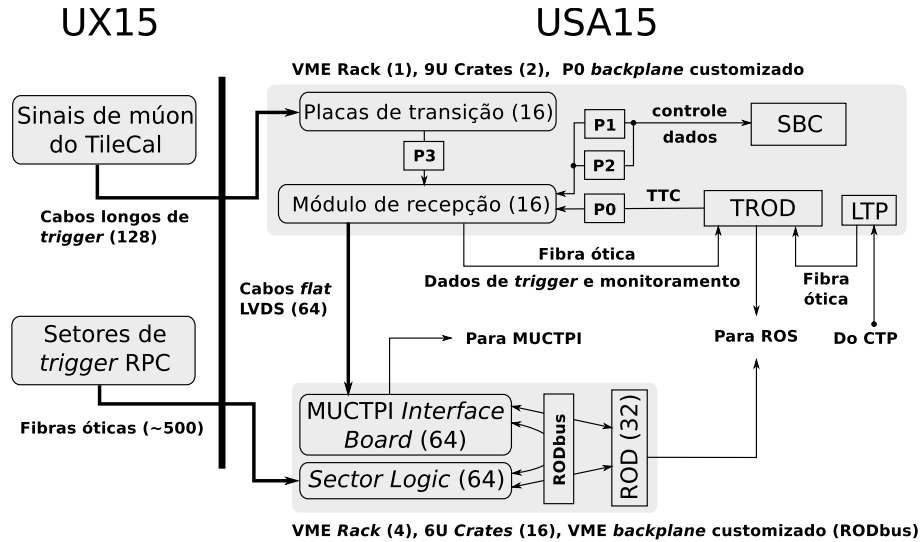 UX15
USA15
VME Rack (1), 9U Crates (2), P0 backplane customizado
Sinais de múon
do TileCal
Placas de transição (16)
P3
P1
P2
controle
dados
SBC
Módulo de recepção (16)
P0
TTC
TROD
LTP
Cabos longos de
trigger (128)
Fibra ótica
Dados de trigger e monitoramento
Fibra
ótica
Cabos flat
LVDS (64)
Setores de
trigger RPC
Para MUCTPI
Para ROS
Do CTP
Fibras óticas (~500)
MUCTPI Interface
Board (64)
Sector Logic (64)
RODbus
ROD (32)
VME Rack (4), 6U Crates (16), VME backplane customizado (RODbus)